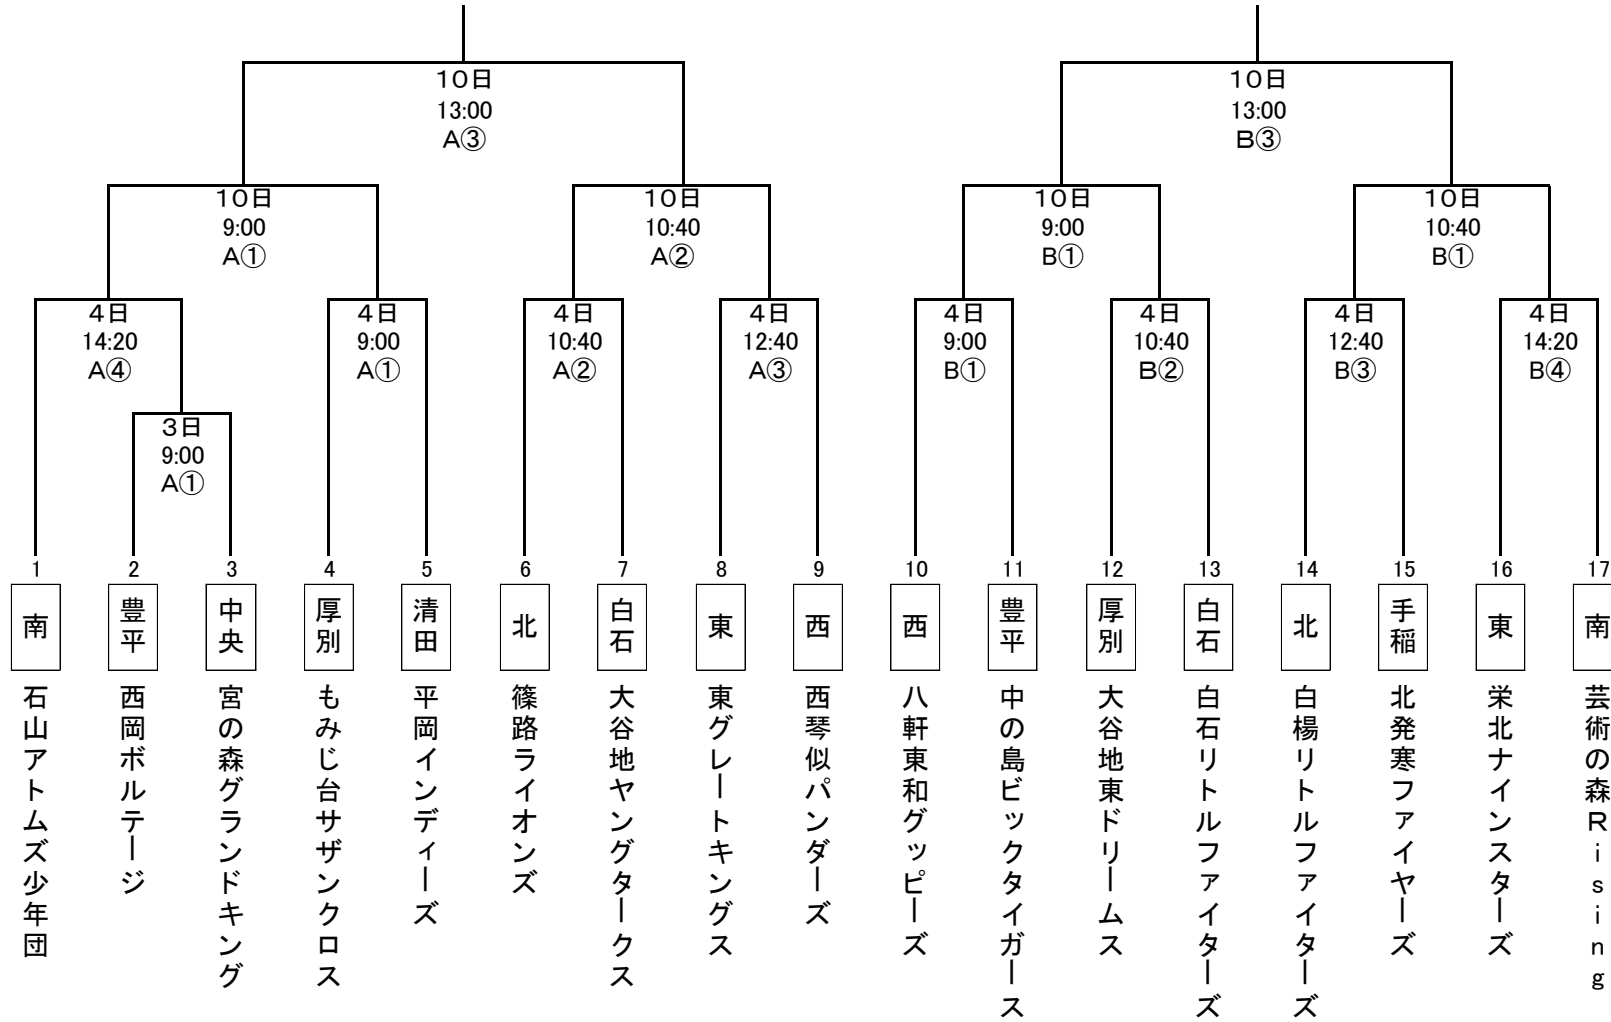 10日
13:00
A③
10日
13:00
B③
10日
9:00
A①
10日
10:40
A②
10日
9:00
B①
10日
10:40
B①
4日
14:20
A④
4日
9:00
A①
4日
10:40
A②
4日
12:40
A③
4日
9:00
B①
4日
10:40
B②
4日
12:40
B③
4日
14:20
B④
3日
9:00
A①
1
南
石山アトムズ少年団
2
豊平
西岡ボルテージ
3
中央
宮の森グランドキング
4
厚別
もみじ台サザンクロス
5
清田
平岡インディーズ
6
北
篠路ライオンズ
7
白石
大谷地ヤングタークス
8
東
東グレートキングス
9
西
西琴似パンダーズ
10
西
八軒東和グッピーズ
11
豊平
中の島ビックタイガース
12
厚別
大谷地東ドリームス
13
白石
白石リトルファイターズ
14
北
白楊リトルファイターズ
15
手稲
北発寒ファイヤーズ
16
東
栄北ナインスターズ
17
南
芸術の森Rising